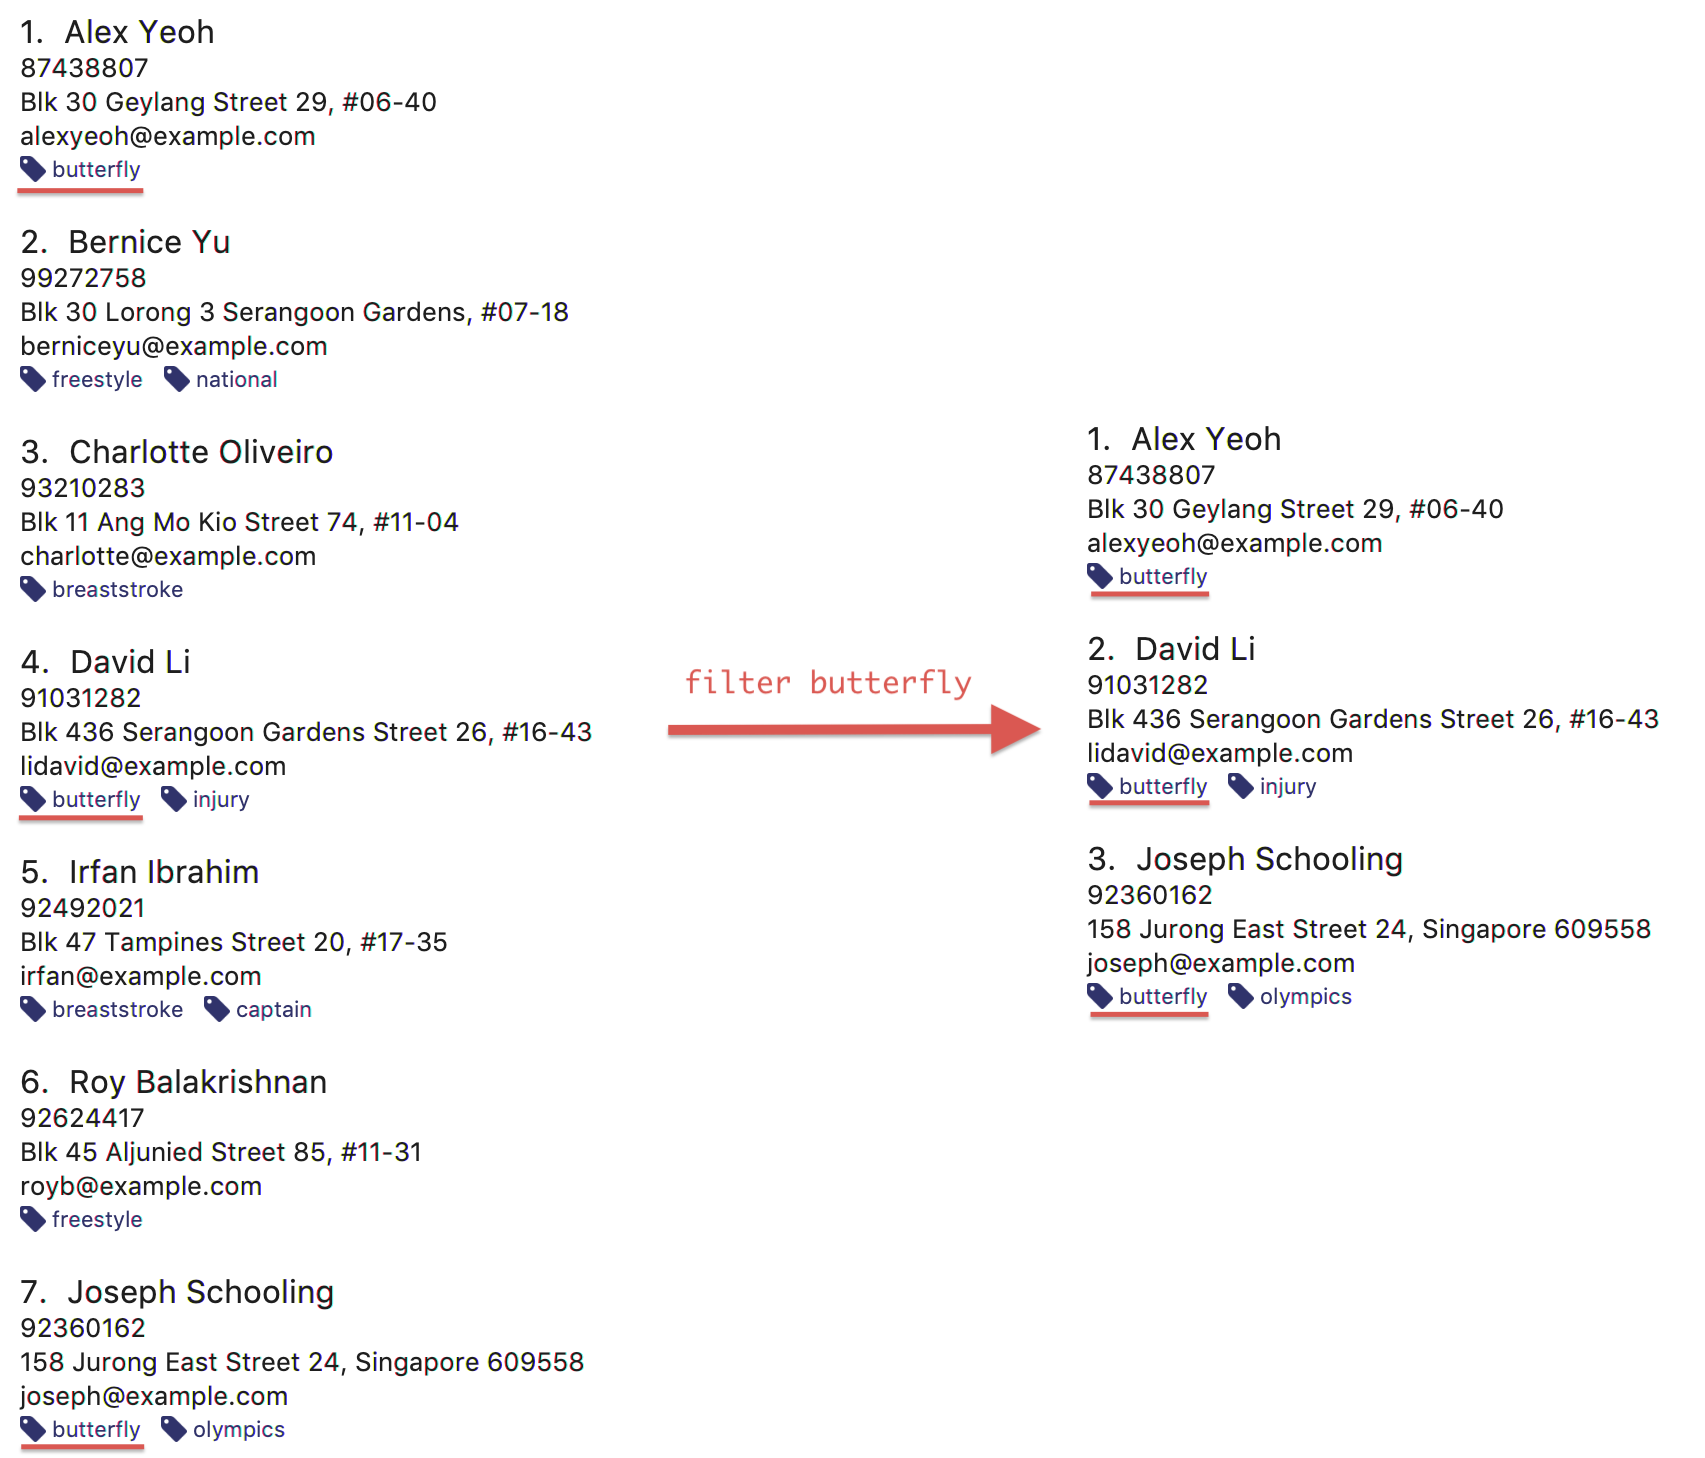 1. Alex Yeoh
87438807
Blk 30 Geylang Street 29, #06-40
alexyeoh@example.com
butterfly
2. Bernice Yu
99272758
Blk 30 Lorong 3 Serangoon Gardens, #07-18
berniceyu@example.com
freestyle national
3. Charlotte Oliveiro
93210283
Blk 11 Ang Mo Kio Street 74, #11-04
charlotte@example.com
breaststroke
4. David Li
91031282
Blk 436 Serangoon Gardens Street 26, #16-43
lidavid@example.com
butterfly injury
5. Irfan Ibrahim
92492021
Blk 47 Tampines Street 20, #17-35
irfan@example.com
breaststroke captain
6. Roy Balakrishnan
92624417
Blk 45 Aljunied Street 85, #11-31
royb@example.com
freestyle
7. Joseph Schooling
92360162
158 Jurong East Street 24, Singapore 609558
joseph@example.com
butterfly olympics
filter butterfly
1. Alex Yeoh
87438807
Blk 30 Geylang Street 29, #06-40
alexyeoh@example.com
butterfly
2. David Li
91031282
Blk 436 Serangoon Gardens Street 26, #16-43
lidavid@example.com
butterfly injury
3. Joseph Schooling
92360162
158 Jurong East Street 24, Singapore 609558
joseph@example.com
butterfly olympics